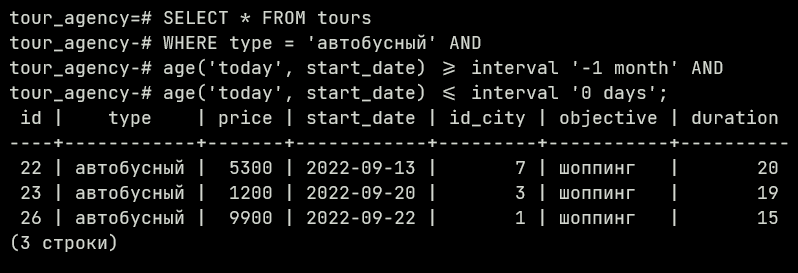 tour_agency=# SELECT * FROM tours
tour_agency-# WHERE type = 'автобусный' AND
tour_agency-# age('today', start_date) >= interval '-1 month' AND
tour_agency-# age('today', start_date) <= interval '0 days';
 id |    type    | price | start_date | id_city | objective | duration
----+------------+-------+------------+---------+-----------+----------
 22 | автобусный |  5300 | 2022-09-13 |       7 | шоппинг   |       20
 23 | автобусный |  1200 | 2022-09-20 |       3 | шоппинг   |       19
 26 | автобусный |  9900 | 2022-09-22 |       1 | шоппинг   |       15
(3 строки)